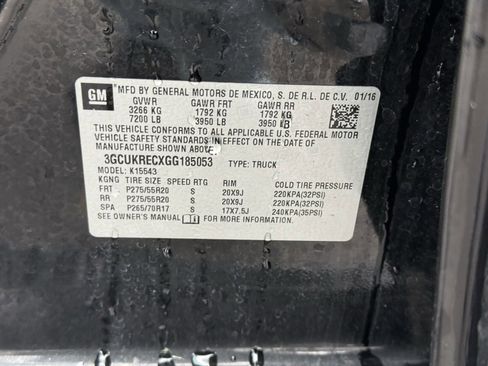 GM MFD BY GENERAL MOTORS DE MEXICO, S. DE R.L. DE C.V. 01/16
GVWR GAWR FRT GAWR RR
3266 KG 1792 KG 1792 KG
7200 LB 3950 LB 3950 LB
THIS VEHICLE CONFORMS TO ALL APPLICABLE U.S. FEDERAL MOTOR
VEHICLE SAFETY STANDARDS IN EFFECT ON THE DATE OF
MANUFACTURE SHOWN ABOVE.
3GCUKRECXGG185053 TYPE: TRUCK
MODEL: K15543
KGNG TIRE SIZE SPEED RTG RIM COLD TIRE PRESSURE
FRT P275/55R20 S 20X9J 220KPA(32PSI)
RR P275/55R20 S 20X9J 220KPA(32PSI)
SPA P265/70R17 S 17X7.5J 240KPA(35PSI)
SEE OWNER'S MANUAL FOR MORE INFORMATION.